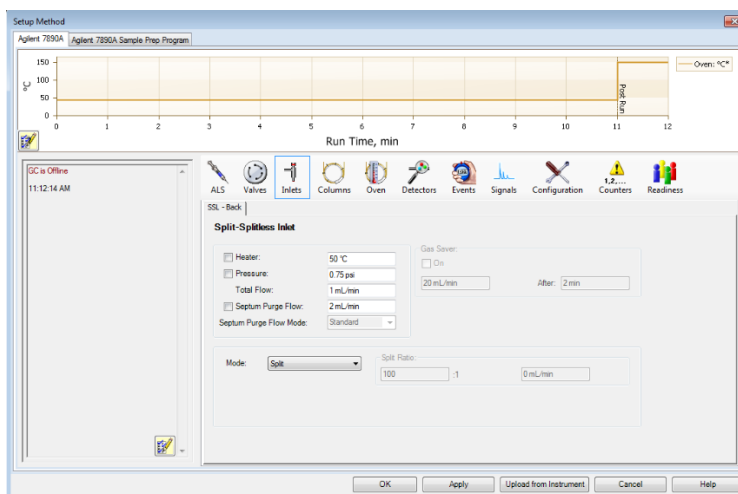 Setup Method
Agilent 7890A Agilent 7890A Sample Prep Program
150
100
50
0
°C
0 1 2 3 4 5 6 7 8 9 10 11 12
Post Run
Run Time, min
Oven: °C*
GC is Offline
11:12:14 AM
ALS Valves Inlets Columns Oven Detectors Events Signals Configuration Counters Readiness
1,2,...
SSL - Back
Split-Splitless Inlet
Heater: 50 °C
Pressure: 0.75 psi
Total Flow: 1 mL/min
Septum Purge Flow: 2 mL/min
Septum Purge Flow Mode: Standard
Gas Saver:
On
20 mL/min After: 2 min
Mode: Split
Split Ratio:
100 :1 0 mL/min
OK Apply Upload from Instrument Cancel Help